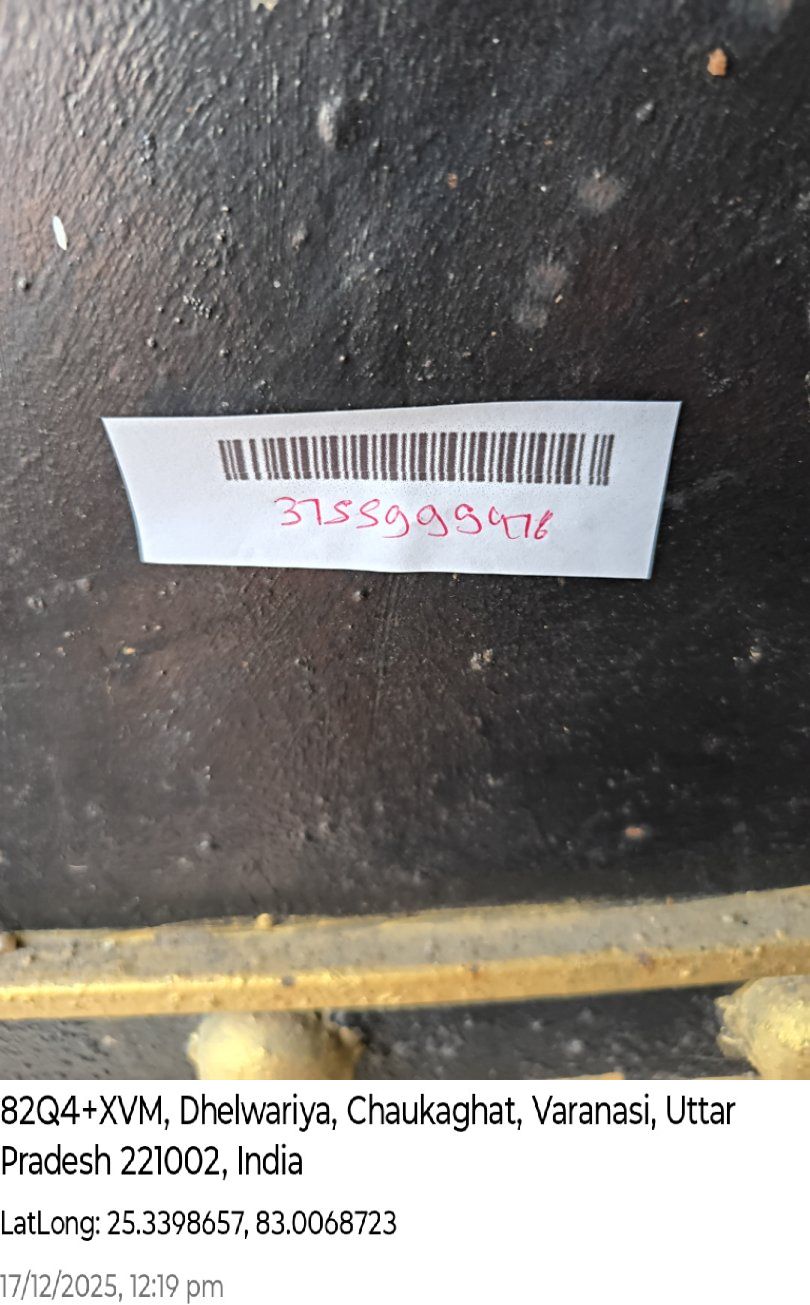 37559999476
82Q4+XVM, Dhelwariya, Chaukaghat, Varanasi, Uttar
Pradesh 221002, India
LatLong: 25.3398657, 83.0068723
17/12/2025, 12:19 pm